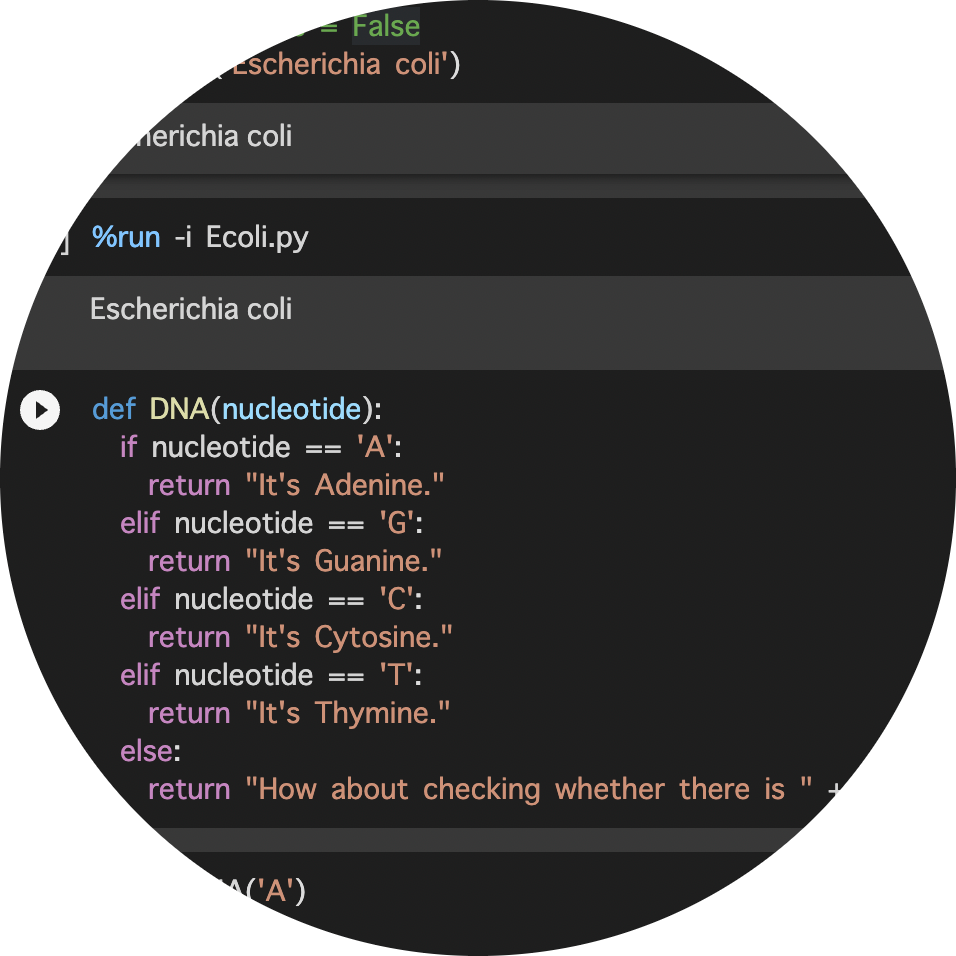 = False
Escherichia coli')
herichia coli
] %run -i Ecoli.py
Escherichia coli
def DNA(nucleotide):
if nucleotide == 'A':
return "It's Adenine."
elif nucleotide == 'G':
return "It's Guanine."
elif nucleotide == 'C':
return "It's Cytosine."
elif nucleotide == 'T':
return "It's Thymine."
else:
return "How about checking whether there is " +
A('A')